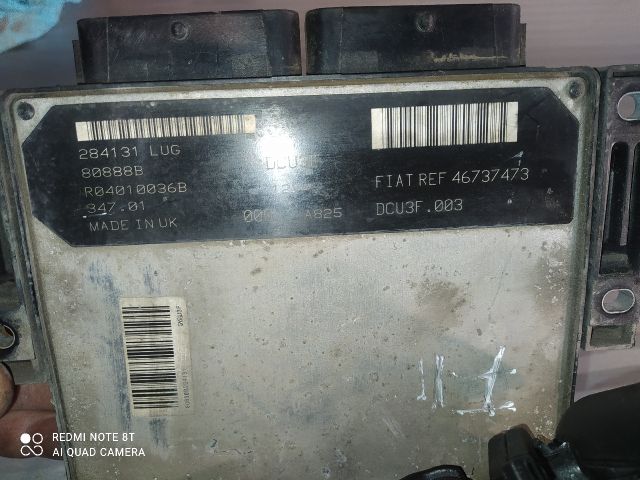 284131 LUG
80888B
R04010036B
347.01
MADE IN UK
A825
FIAT REF 46737473
DCU3F.003
REDMI NOTE 8T
AI QUAD CAMERA